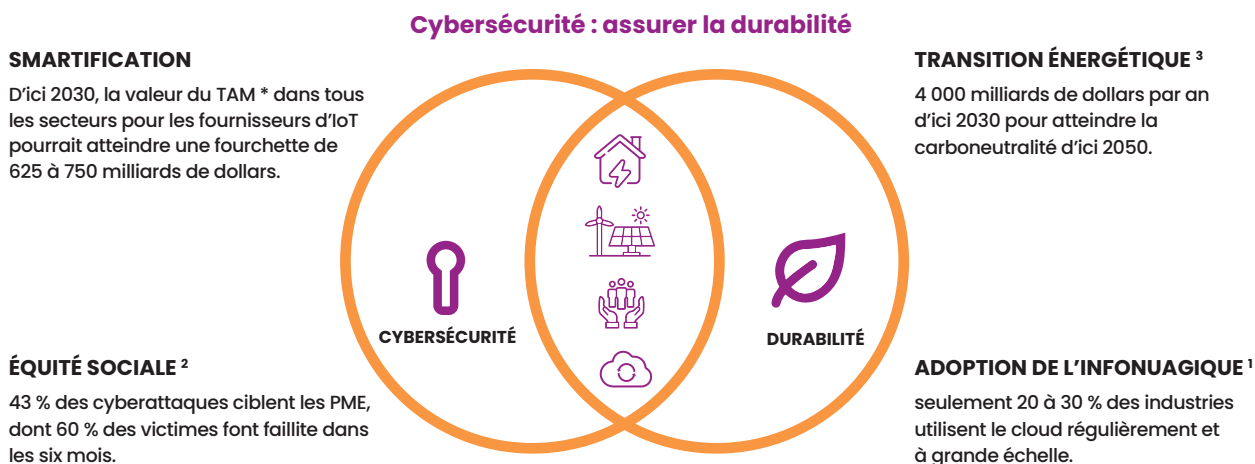 Cybersécurité : assurer la durabilité
SMARTIFICATION
D’ici 2030, la valeur du TAM * dans tous
les secteurs pour les fournisseurs d’IoT
pourrait atteindre une fourchette de
625 à 750 milliards de dollars.
TRANSITION ÉNERGÉTIQUE ³
4 000 milliards de dollars par an
d’ici 2030 pour atteindre la
carboneutralité d’ici 2050.
CYBERSÉCURITÉ
DURABILITÉ
ÉQUITÉ SOCIALE ²
43 % des cyberattaques ciblent les PME,
dont 60 % des victimes font faillite dans
les six mois.
ADOPTION DE L’INFONUAGIQUE ¹
seulement 20 à 30 % des industries
utilisent le cloud régulièrement et
à grande échelle.